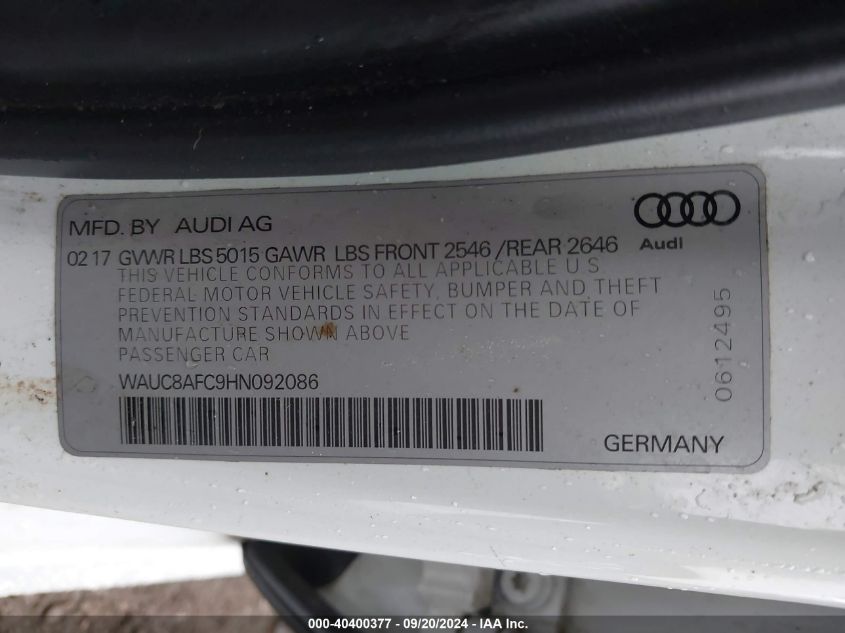 MFD. BY AUDI AG
Audi
02 17 GVWR LBS 5015 GAWR LBS FRONT 2546 /REAR 2646
THIS VEHICLE CONFORMS TO ALL APPLICABLE U.S.
FEDERAL MOTOR VEHICLE SAFETY, BUMPER AND THEFT
PREVENTION STANDARDS IN EFFECT ON THE DATE OF
MANUFACTURE SHOWN ABOVE
PASSENGER CAR
WAUC8AFC9HN092086
0612495
GERMANY
000-40400377 - 09/20/2024 - IAAI.com